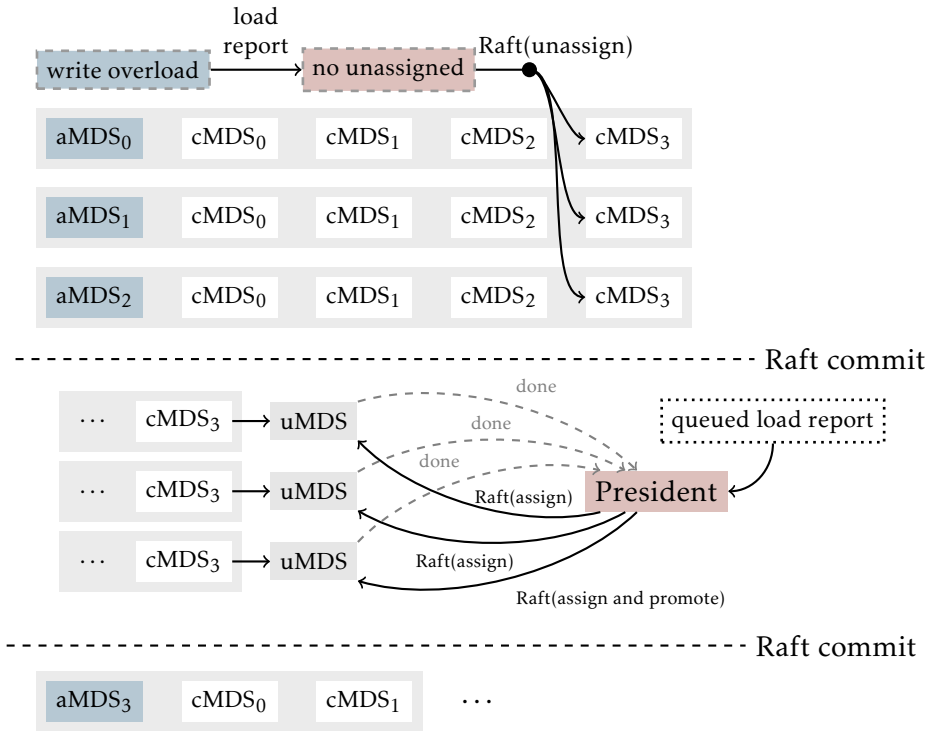 load
report
Raft(unassign)
write overload
no unassigned
aMDS₀ cMDS₀ cMDS₁ cMDS₂ cMDS₃
aMDS₁ cMDS₀ cMDS₁ cMDS₂ cMDS₃
aMDS₂ cMDS₀ cMDS₁ cMDS₂ cMDS₃
Raft commit
done
··· cMDS₃ uMDS
queued load report
done
done
··· cMDS₃ uMDS
Raft(assign)
President
··· cMDS₃ uMDS
Raft(assign)
Raft(assign and promote)
Raft commit
aMDS₃ cMDS₀ cMDS₁ ···